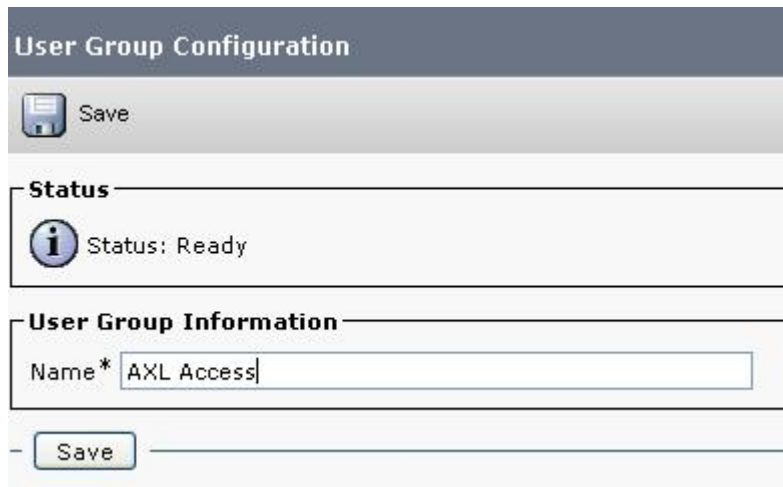 User Group Configuration
Save
Status
i Status: Ready
User Group Information
Name* AXL Access
Save